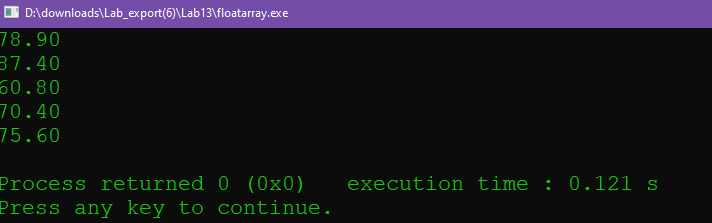 D:\downloads\Lab_export(6)\Lab13\floatarray.exe
78.90
87.40
60.80
70.40
75.60
Process returned 0 (0x0)   execution time : 0.121 s
Press any key to continue.